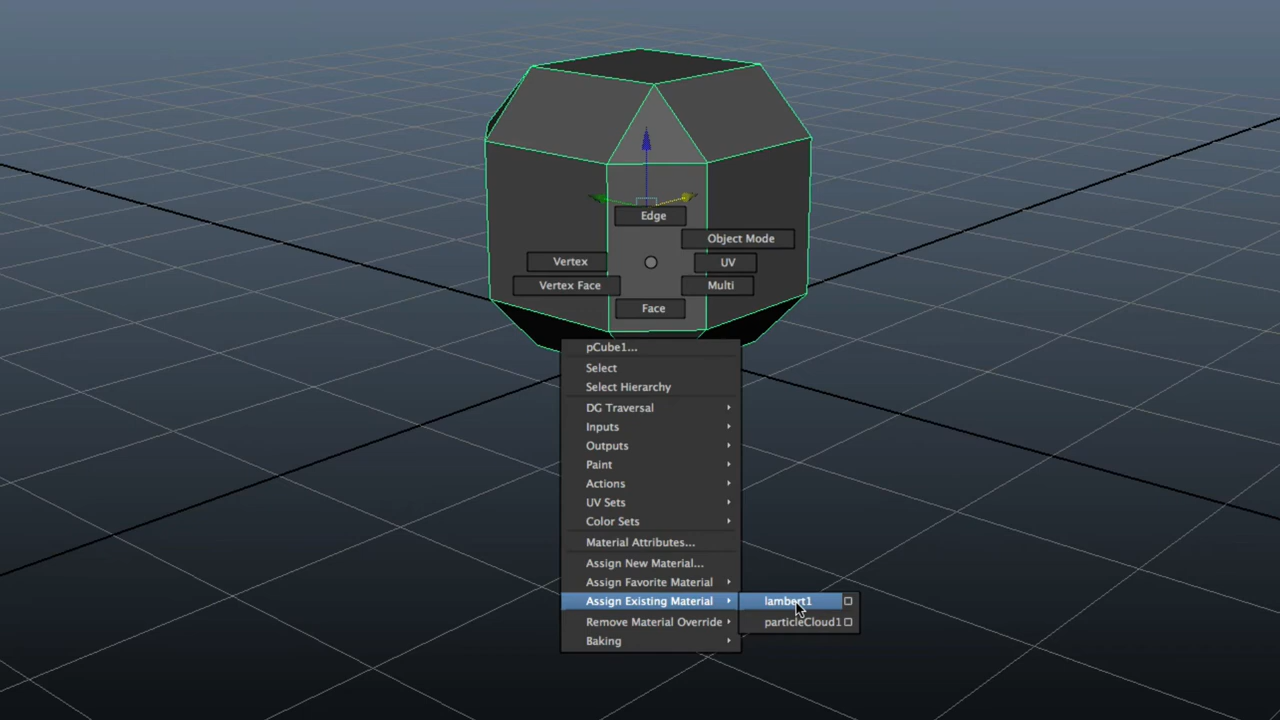 Edge
Object Mode
Vertex
UV
Vertex Face
Multi
Face
pCube1...
Select
Select Hierarchy
DG Traversal
Inputs
Outputs
Paint
Actions
UV Sets
Color Sets
Material Attributes...
Assign New Material...
Assign Favorite Material
Assign Existing Material
lambert1
Remove Material Override
particleCloud1
Baking